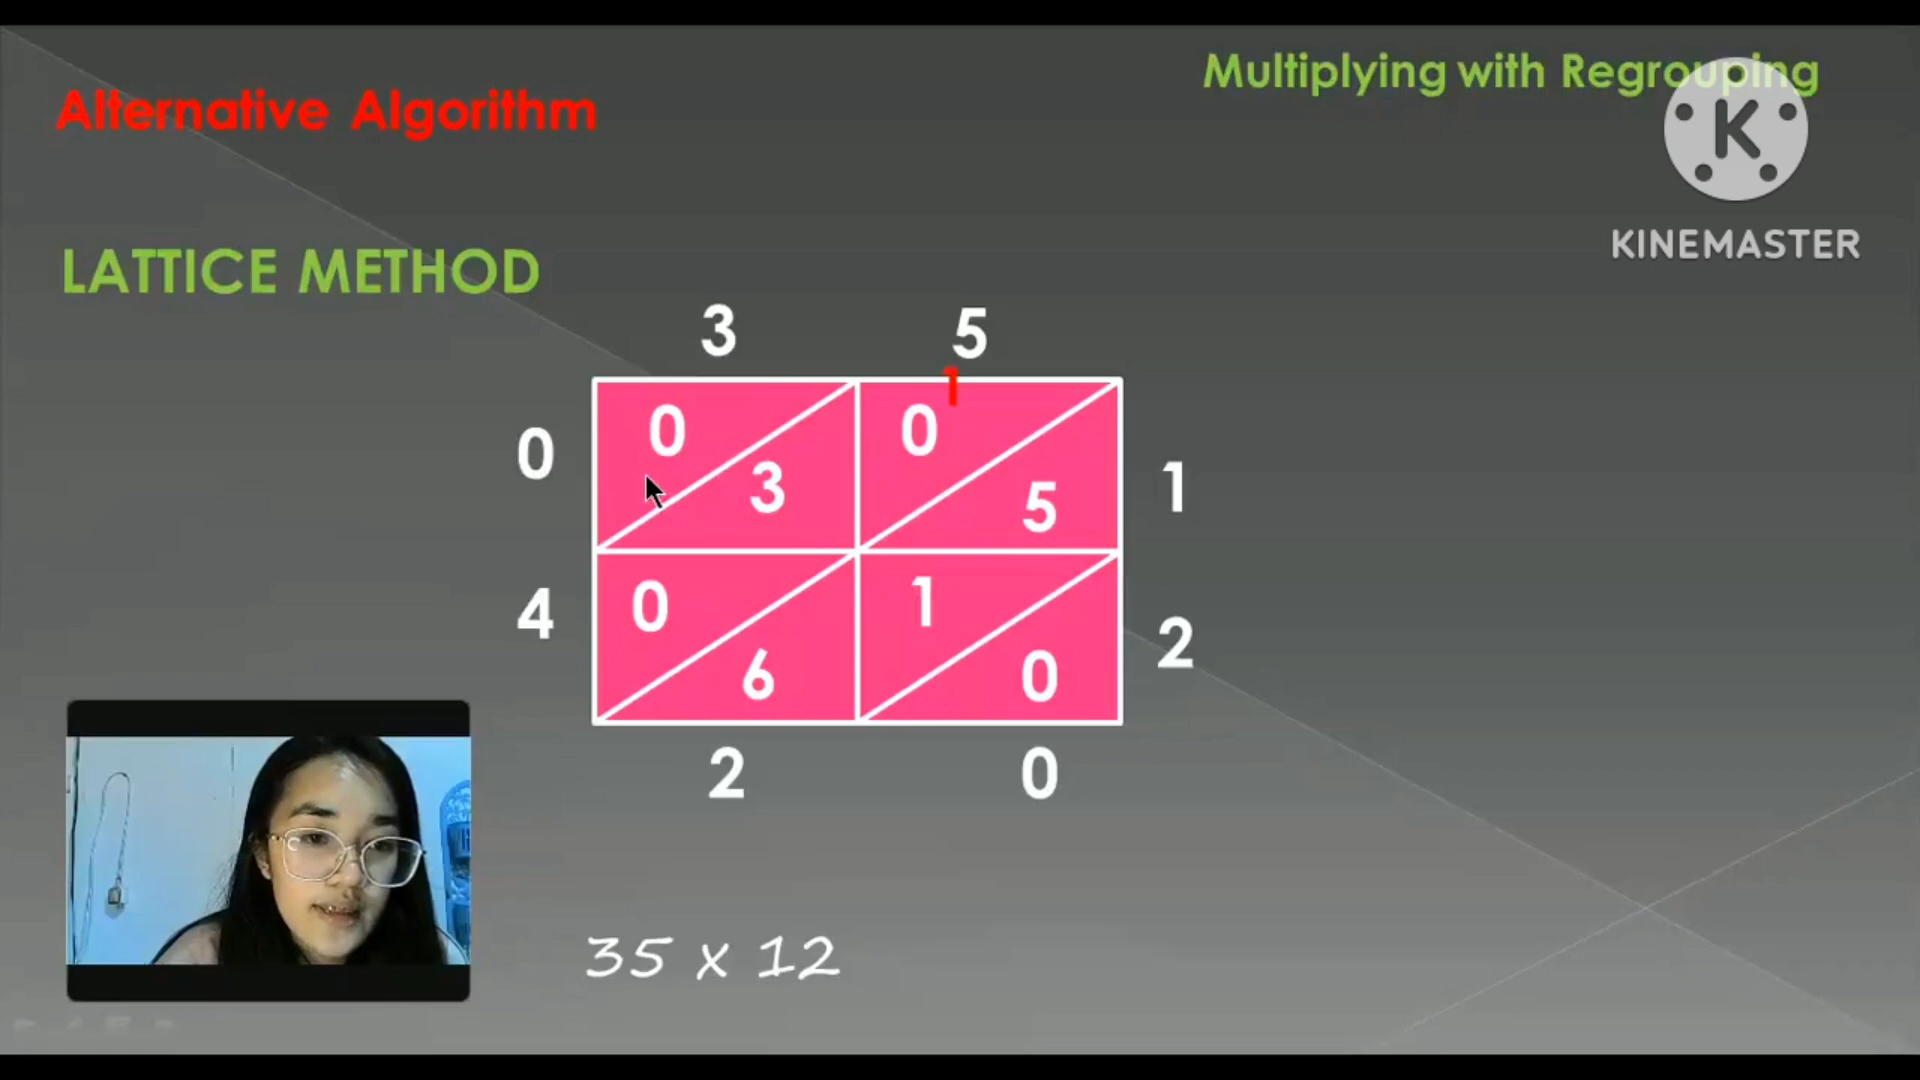 Multiplying with Regrouping
Alternative Algorithm
K
KINEMASTER
LATTICE METHOD
3 5
1
0 0
0 3 5 1
4 0 1 2
6 0
2 0
35 x 12